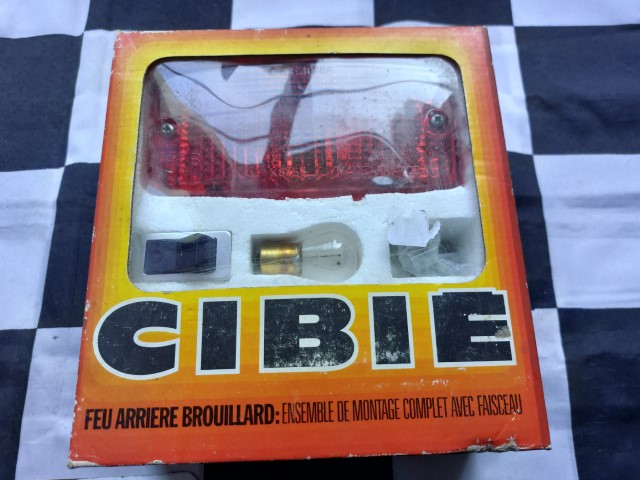 CIBIE
FEU ARRIERE BROUILLARD: ENSEMBLE DE MONTAGE COMPLET AVEC FAISCEAU